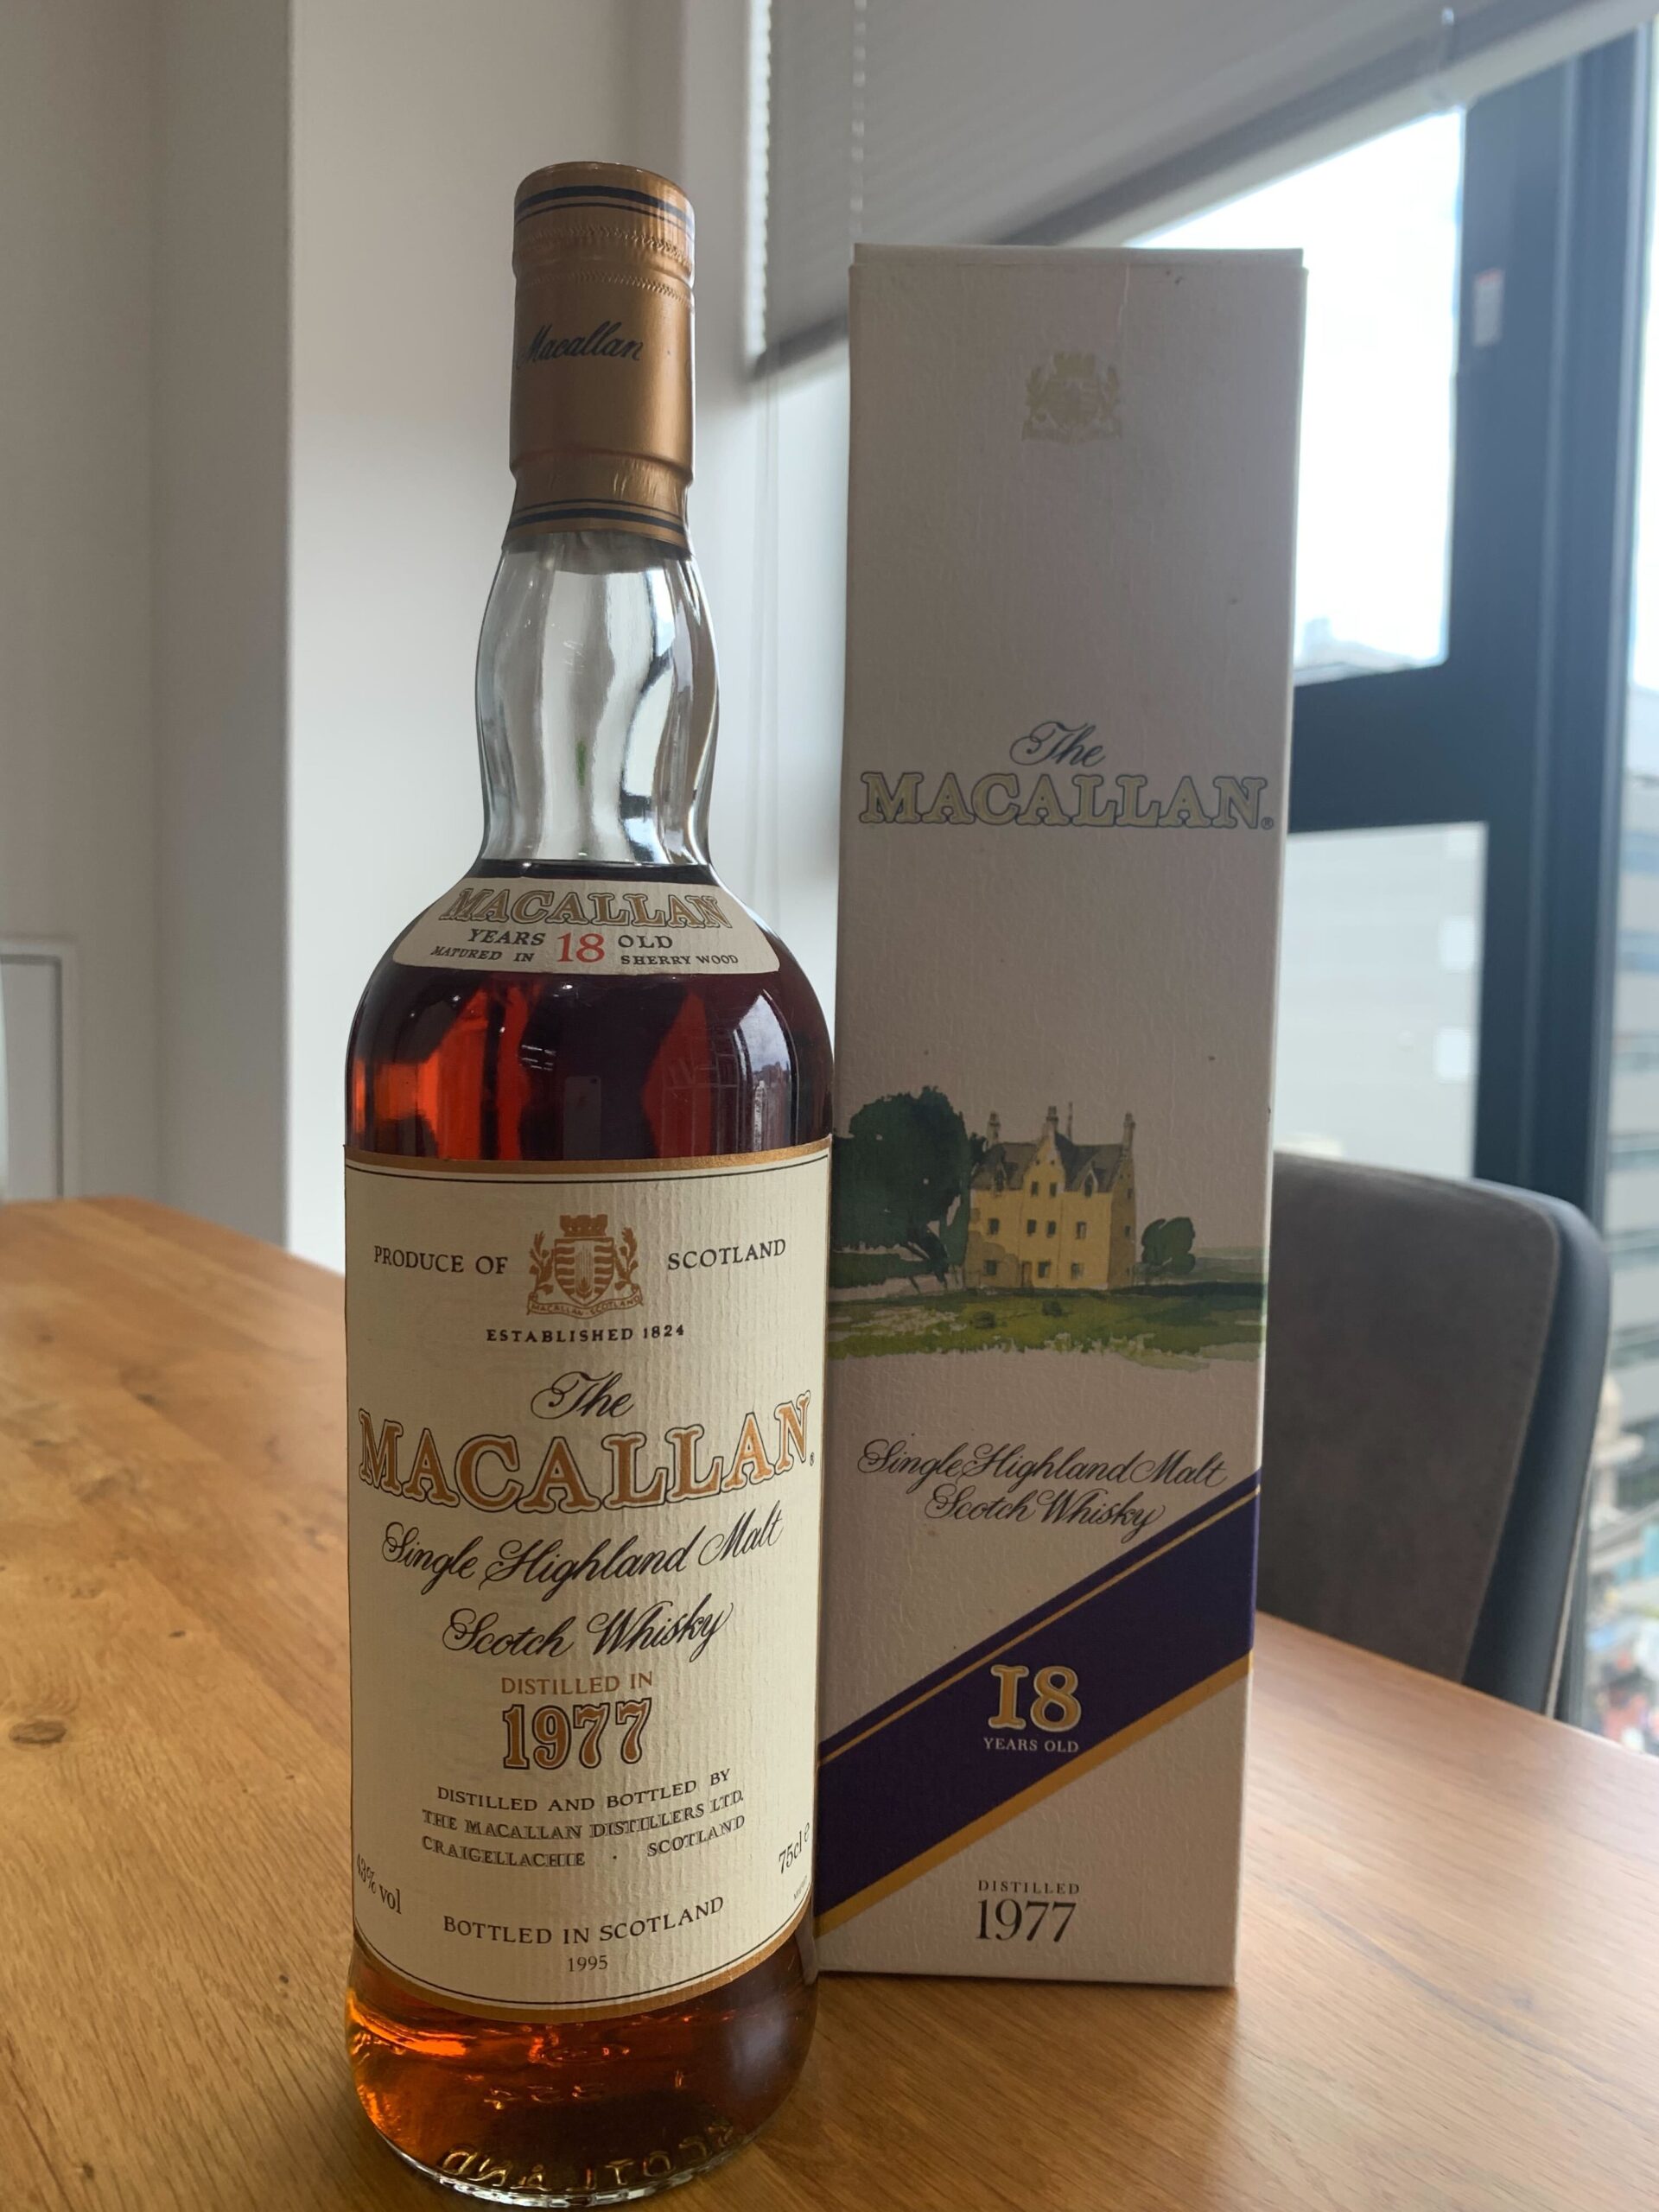 Macallan
MACALLAN
YEARS 18 OLD
MATURED IN SHERRY WOOD
PRODUCE OF SCOTLAND
MACALLAN SCOTLAND
ESTABLISHED 1824
The
MACALLAN®
Single Highland Malt
Scotch Whisky
DISTILLED IN
1977
DISTILLED AND BOTTLED BY
THE MACALLAN DISTILLERS LTD.
CRAIGELLACHIE · SCOTLAND
43% vol
75cl e
BOTTLED IN SCOTLAND
1995
The
MACALLAN®
Single Highland Malt
Scotch Whisky
18
YEARS OLD
DISTILLED
1977